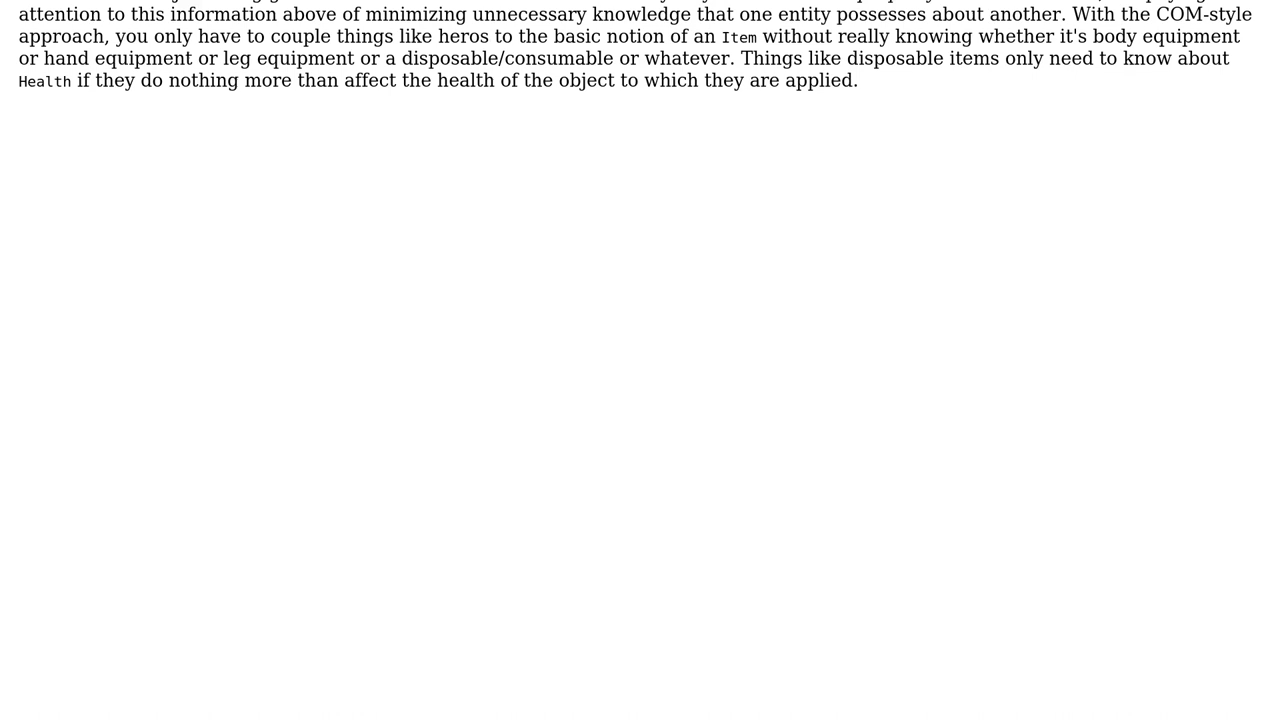 attention to this information above of minimizing unnecessary knowledge that one entity possesses about another. With the COM-style
approach, you only have to couple things like heros to the basic notion of an Item without really knowing whether it's body equipment
or hand equipment or leg equipment or a disposable/consumable or whatever. Things like disposable items only need to know about
Health if they do nothing more than affect the health of the object to which they are applied.